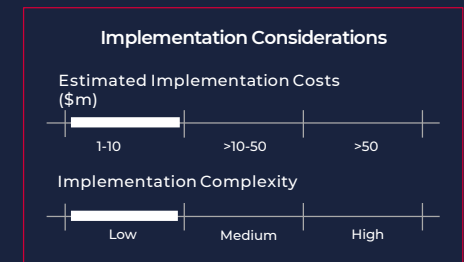 Implementation Considerations
Estimated Implementation Costs
($m)
1-10 >10-50 >50
Implementation Complexity
Low Medium High